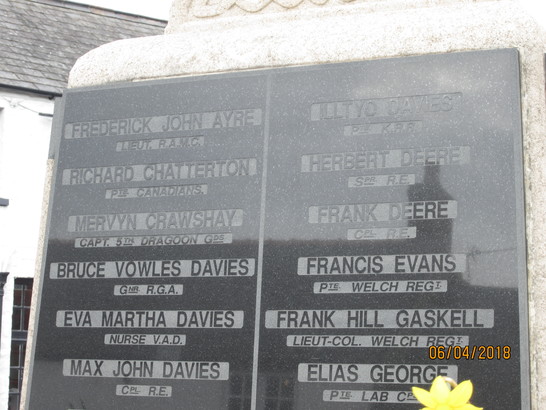 FREDERICK JOHN AYRE
LIEUT. R.A.M.C.
RICHARD CHATTERTON
PTE CANADIANS.
MERVYN CRAWSHAY
CAPT. 5TH DRAGOON GDS
BRUCE VOWLES DAVIES
GNR R.G.A.
EVA MARTHA DAVIES
NURSE V.A.D.
MAX JOHN DAVIES
CPL R.E.
LLTYD DAVIES
PTE K.R.R.
HERBERT DEERE
R.E.
FRANK DEERE
CPL R.E.
FRANCIS EVANS
PTE WELCH REGT
FRANK HILL GASKELL
LIEUT-COL. WELCH REGT
ELIAS GEORGE
PTE LAB CPS
06/04/2018